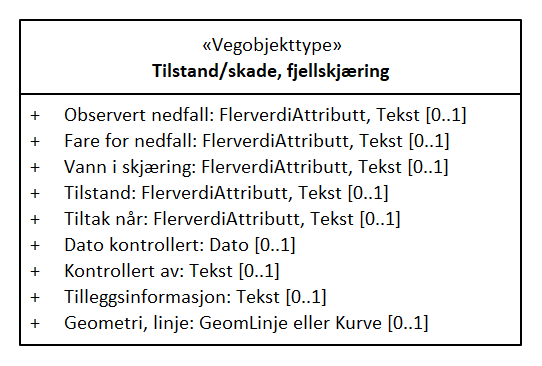 «Vegobjekttype»
Tilstand/skade, fjellskjæring
+ Observert nedfall: FlerverdiAttributt, Tekst [0..1]
+ Fare for nedfall: FlerverdiAttributt, Tekst [0..1]
+ Vann i skjæring: FlerverdiAttributt, Tekst [0..1]
+ Tilstand: FlerverdiAttributt, Tekst [0..1]
+ Tiltak når: FlerverdiAttributt, Tekst [0..1]
+ Dato kontrollert: Dato [0..1]
+ Kontrollert av: Tekst [0..1]
+ Tilleggsinformasjon: Tekst [0..1]
+ Geometri, linje: GeomLinje eller Kurve [0..1]